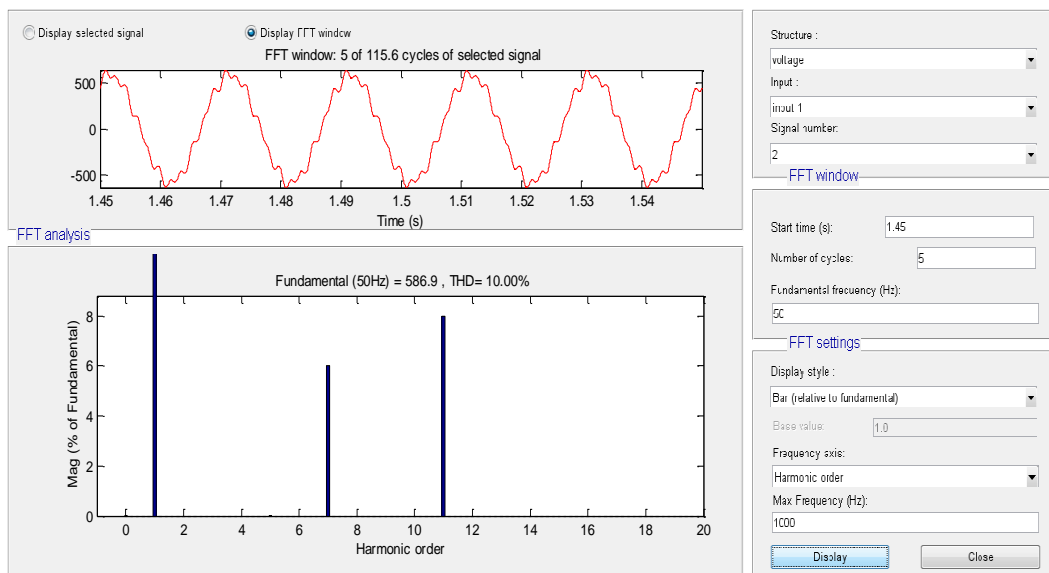 Display selected signal
Display FFT windcw
FFT window: 5 of 115.6 cycles of selected signal
500
0
-500
1.45 1.46 1.47 1.48 1.49 1.5 1.51 1.52 1.53 1.54
Time (s)
FFT analysis
Fundamental (50Hz) = 586.9 , THD= 10.00%
Mag (% of Fundamental)
8
6
4
2
0
0 2 4 6 8 10 12 14 16 18 20
Harmonic order
Structure :
voltage
Input :
input 1
Signal number:
2
FFT window
Start time (s):
1.45
Number of cycles:
5
Fundamental frecuency (Hz):
50
FFT settings
Display style :
Bar (relative to fundamental)
Base value:
1.0
Frequency axis:
Harmonic order
Max Frequency (Hz):
1000
Display
Close